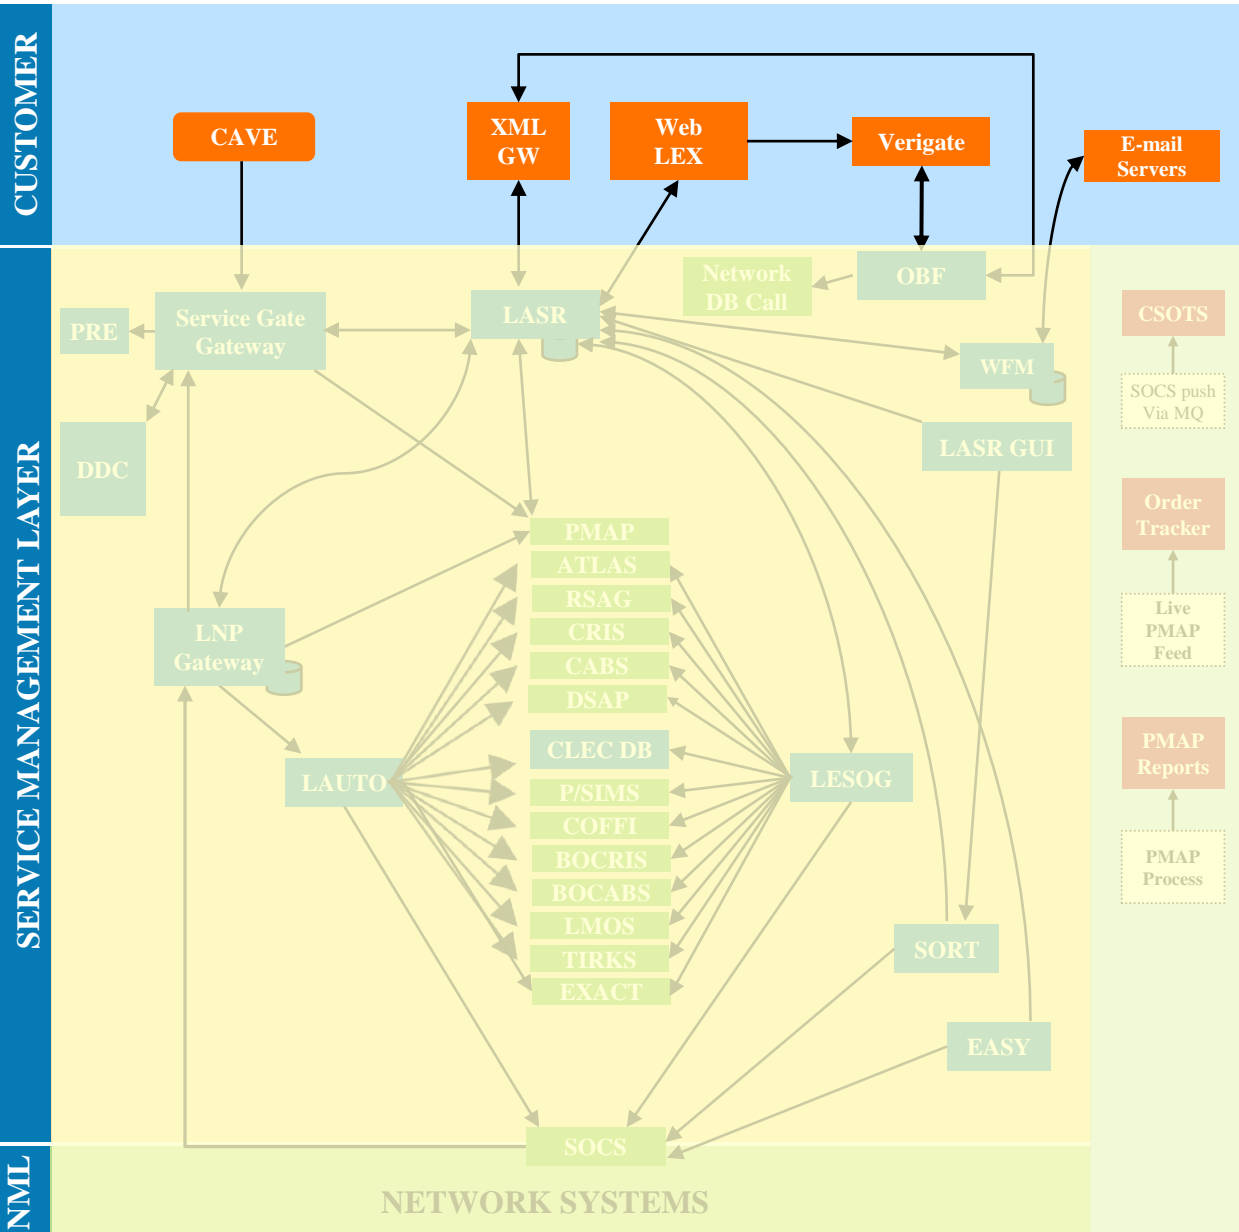 CUSTOMER
CAVE
XML
GW
Web
LEX
Verigate
E-mail
Servers
SERVICE MANAGEMENT LAYER
Network
DB Call
OBF
PRE
Service Gate
Gateway
LASR
WFM
CSOTS
SOCS push
Via MQ
DDC
LASR GUI
Order
Tracker
PMAP
ATLAS
RSAG
CRIS
CABS
DSAP
CLEC DB
P/SIMS
COFFI
BOCRIS
BOCABS
LMOS
TIRKS
EXACT
LNP
Gateway
Live
PMAP
Feed
LAUTO
LESOG
PMAP
Reports
PMAP
Process
SORT
EASY
SOCS
NML
NETWORK SYSTEMS